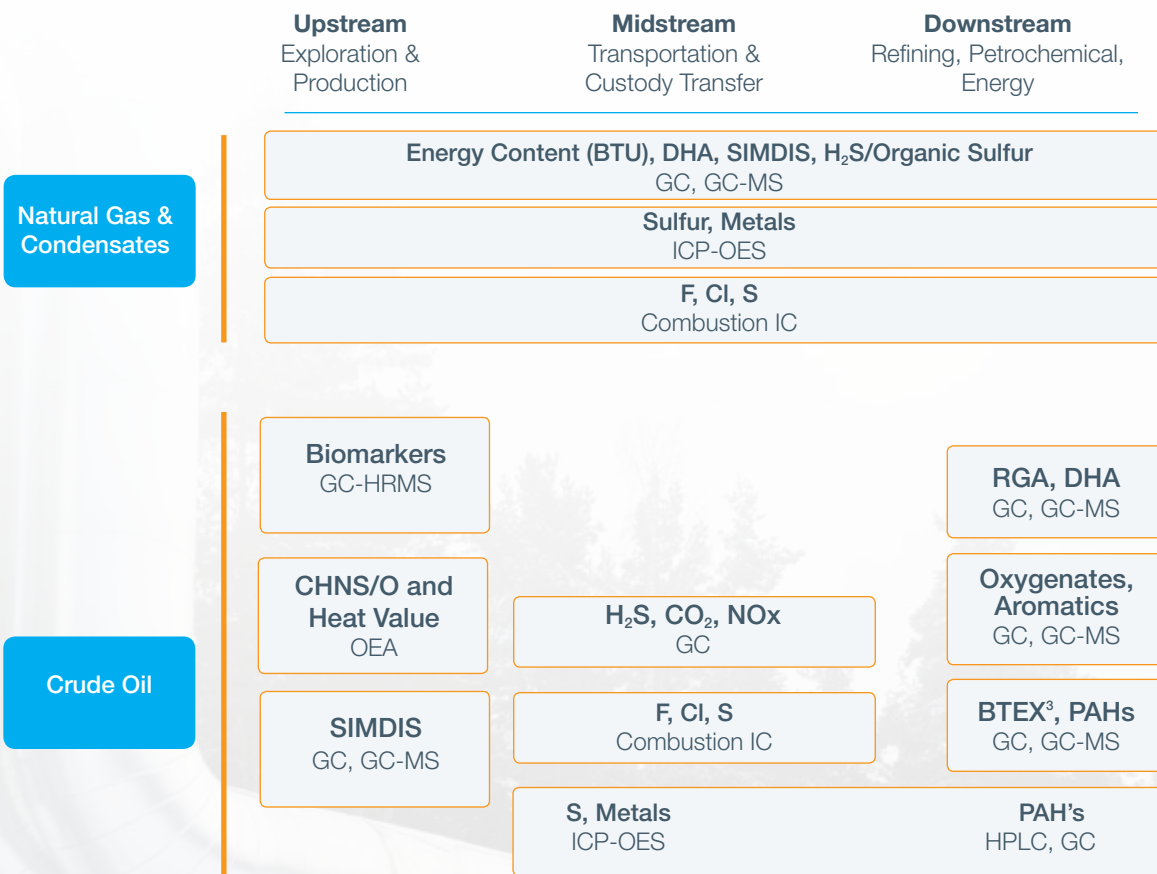 Upstream
Exploration &
Production
Midstream
Transportation &
Custody Transfer
Downstream
Refining, Petrochemical,
Energy
Natural Gas &
Condensates
Energy Content (BTU), DHA, SIMDIS, H₂S/Organic Sulfur
GC, GC-MS
Sulfur, Metals
ICP-OES
F, Cl, S
Combustion IC
Crude Oil
Biomarkers
GC-HRMS
CHNS/O and
Heat Value
OEA
SIMDIS
GC, GC-MS
H₂S, CO₂, NOx
GC
F, Cl, S
Combustion IC
S, Metals
ICP-OES
RGA, DHA
GC, GC-MS
Oxygenates,
Aromatics
GC, GC-MS
BTEX³, PAHs
GC, GC-MS
PAH's
HPLC, GC